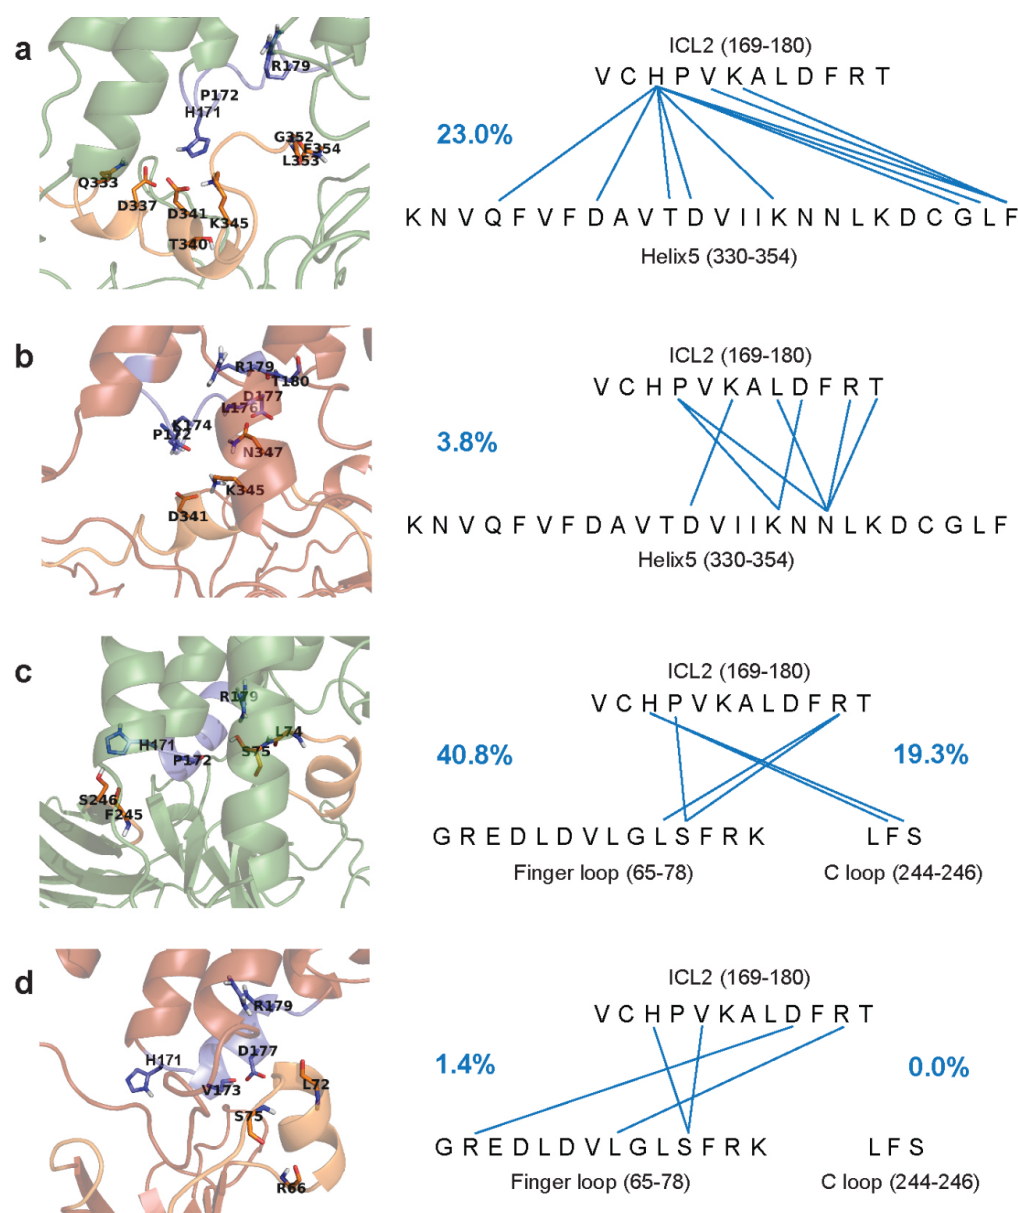 a
R179
P172
H171
G352
F354
L353
Q333
D337
D341
K345
T340
ICL2 (169-180)
V C H P V K A L D F R T
23.0%
K N V Q F V F D A V T D V I I K N N L K D C G L F
Helix5 (330-354)
b
R179
T180
D177
L176
K174
P172
N347
K345
D341
ICL2 (169-180)
V C H P V K A L D F R T
3.8%
K N V Q F V F D A V T D V I I K N N L K D C G L F
Helix5 (330-354)
c
R179
L74
H171
S75
P172
S246
F245
ICL2 (169-180)
V C H P V K A L D F R T
40.8%
19.3%
G R E D L D V L G L S F R K
L F S
Finger loop (65-78)
C loop (244-246)
d
R179
D177
H171
V173
L72
S75
R66
ICL2 (169-180)
V C H P V K A L D F R T
1.4%
0.0%
G R E D L D V L G L S F R K
L F S
Finger loop (65-78)
C loop (244-246)